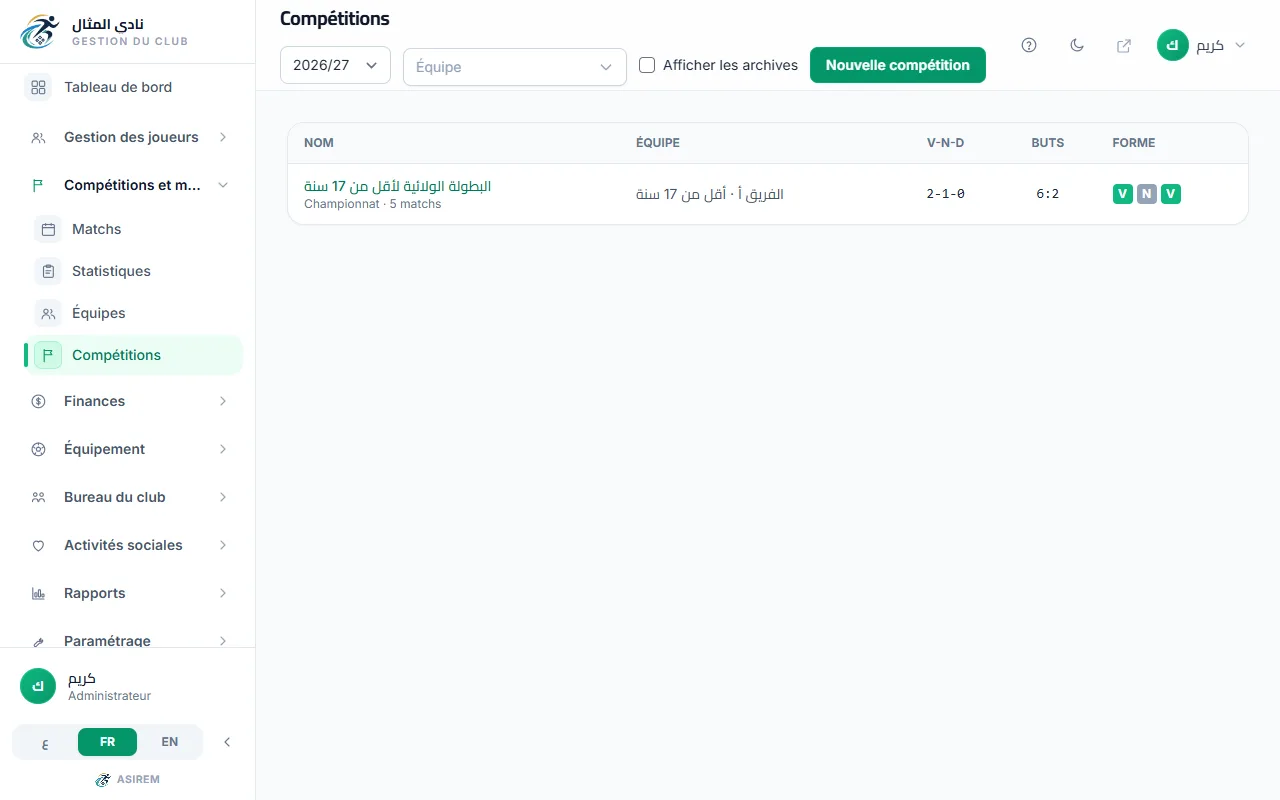 نادي المثال
GESTION DU CLUB
Tableau de bord
Gestion des joueurs
Compétitions et m...
Matchs
Statistiques
Équipes
Compétitions
Finances
Équipement
Bureau du club
Activités sociales
Rapports
Paramétrage
ك
كريم
Administrateur
ع
FR
EN
ASIREM
Compétitions
2026/27
Équipe
Afficher les archives
Nouvelle compétition
ك
كريم
NOM
ÉQUIPE
V-N-D
BUTS
FORME
البطولة الولائية لأقل من 17 سنة
Championnat · 5 matchs
الفريق أ · أقل من 17 سنة
2-1-0
6:2
V N V